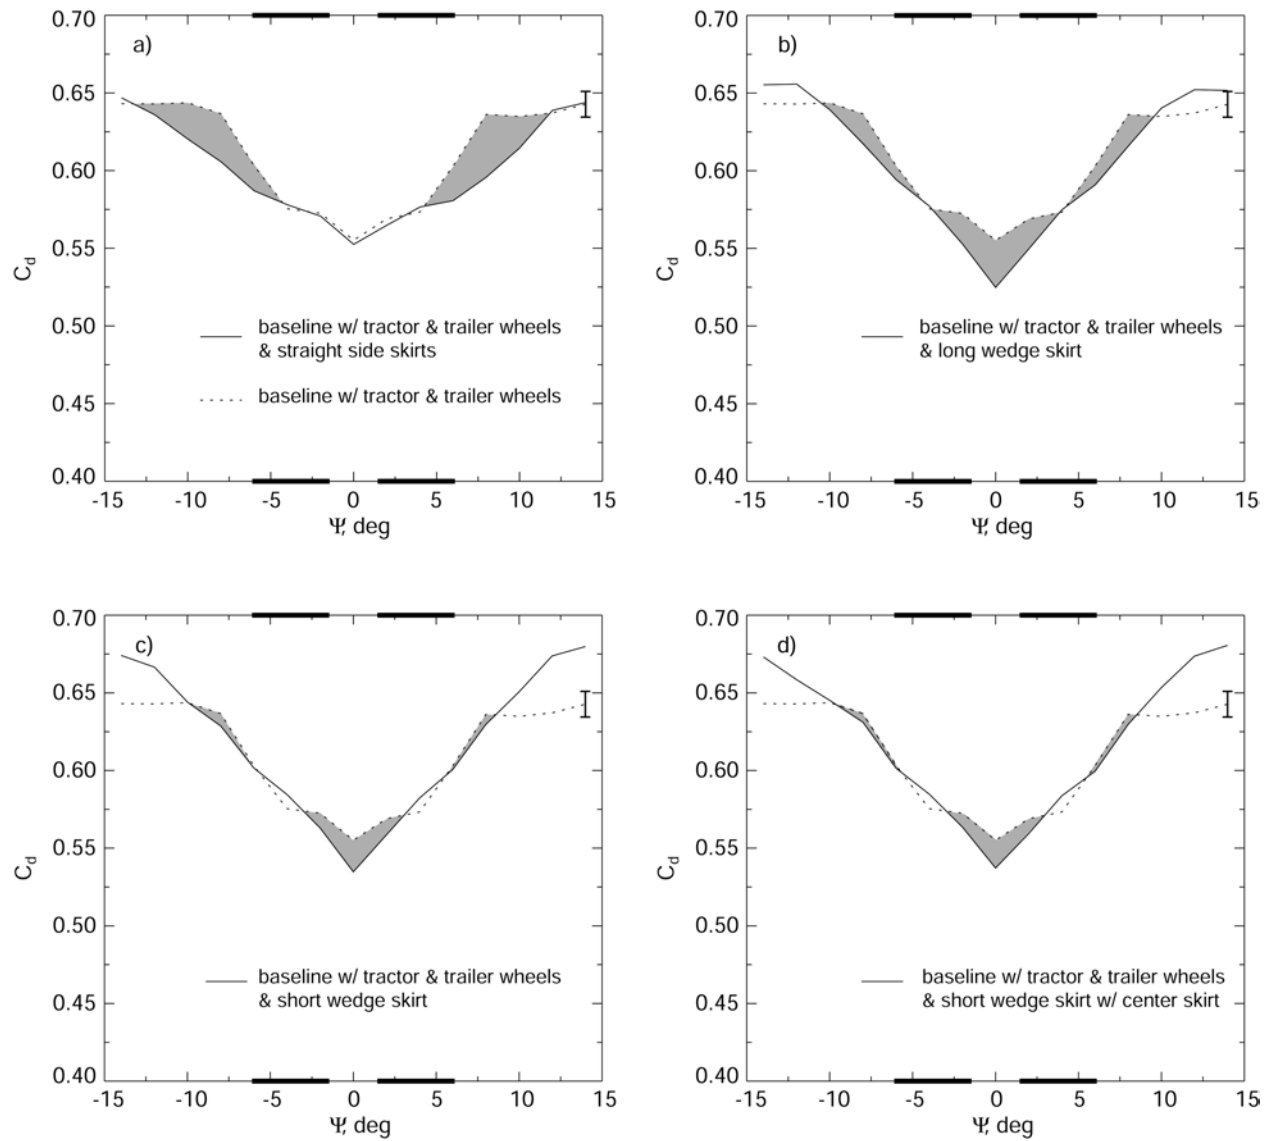 a)
0.70
0.65
0.60
0.55
0.50
0.45
0.40
C_d
baseline w/ tractor & trailer wheels
& straight side skirts
baseline w/ tractor & trailer wheels
-15 -10 -5 0 5 10 15
Ψ, deg
b)
0.70
0.65
0.60
0.55
0.50
0.45
0.40
C_d
baseline w/ tractor & trailer wheels
& long wedge skirt
-15 -10 -5 0 5 10 15
Ψ, deg
c)
0.70
0.65
0.60
0.55
0.50
0.45
0.40
C_d
baseline w/ tractor & trailer wheels
& short wedge skirt
-15 -10 -5 0 5 10 15
Ψ, deg
d)
0.70
0.65
0.60
0.55
0.50
0.45
0.40
C_d
baseline w/ tractor & trailer wheels
& short wedge skirt w/ center skirt
-15 -10 -5 0 5 10 15
Ψ, deg